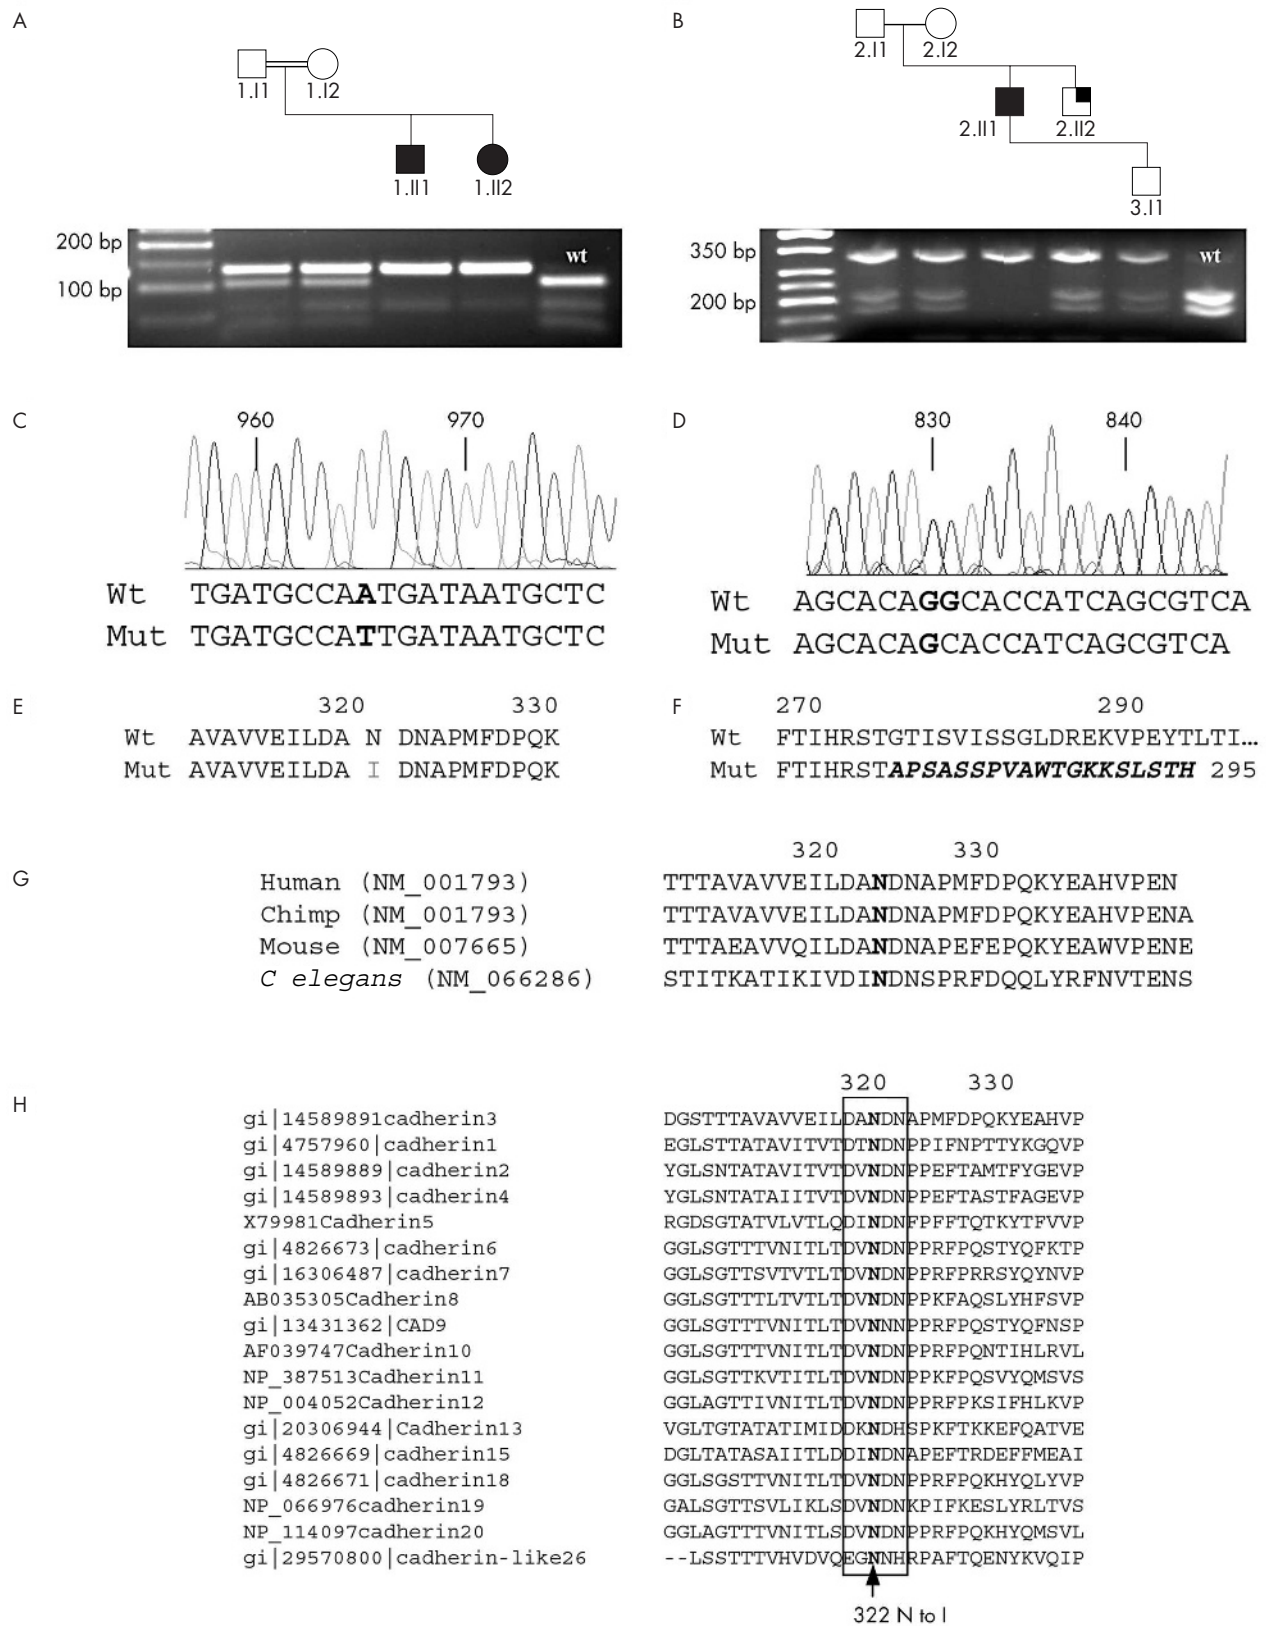 A
B
1.I1 1.I2
2.I1 2.I2
1.II1 1.II2
2.II1 2.II2
3.I1
200 bp
100 bp
wt
350 bp
200 bp
wt
C
960 970
Wt TGATGCCAATGATAATGCTC
Mut TGATGCCATTGATAATGCTC
D
830 840
Wt AGCACAGGCACCATCAGCGTCA
Mut AGCACAGCACCATCAGCGTCA
E
320 330
Wt AVAVVEILDA N DNAPMFDPQK
Mut AVAVVEILDA I DNAPMFDPQK
F
270 290
Wt FTIHRSTGTISVISSGLDREKVPEYTLTI...
Mut FTIHRSTAPSASSPVAWTGKKSLSTH 295
G
320 330
Human (NM_001793) TTTAVAVVEILDANDNAPMFDPQKYEAHVPEN
Chimp (NM_001793) TTTAVAVVEILDANDNAPMFDPQKYEAHVPENA
Mouse (NM_007665) TTTAEAVVQILDANDNAPEFEPQKYEAWVPENE
C elegans (NM_066286) STITKATIKIVDINDNSPRFDQQLYRFNVTENS
H
320 330
gi|14589891cadherin3 DGSTTTAVAVVEILDANDNAPMFDPQKYEAHVP
gi|4757960|cadherin1 EGLSTTATAVITVTDTNDNPPIFNPTTYKGQVP
gi|14589889|cadherin2 YGLSNTATAVITVTDVNDNPPEFTAMTFYGEVP
gi|14589893|cadherin4 YGLSNTATAIITVTDVNDNPPEFTASTFAGEVP
X79981Cadherin5 RGDSGTATVLVTLQDINDNFPFFTQTKYTFVVP
gi|4826673|cadherin6 GGLSGTTTVNITLTDVNDNPPRFPQSTYQFKTP
gi|16306487|cadherin7 GGLSGTTSVTVTLTDVNDNPPRFPRRSYQYNVP
AB035305Cadherin8 GGLSGTTTLTVTLTDVNDNPPKFAQSLYHFSVP
gi|13431362|CAD9 GGLSGTTTVNITLTDVNNNPPRFPQSTYQFNSP
AF039747Cadherin10 GGLSGTTTVNITLTDVNDNPPRFPQNTIHLRVL
NP_387513Cadherin11 GGLSGTTKVTITLTDVNDNPPKFPQSVYQMSVS
NP_004052Cadherin12 GGLAGTTIVNITLTDVNDNPPRFPKSIFHLKVP
gi|20306944|Cadherin13 VGLTGTATATIMIDDKNDHSPKFTKKEFQATVE
gi|4826669|cadherin15 DGLTATASAIITLDDINDNAPEFTRDEFFMEAI
gi|4826671|cadherin18 GGLSGSTTVNITLTDVNDNPPRFPQKHYQLYVP
NP_066976cadherin19 GALSGTTSVLIKLSDVNDNKPIFKESLYRLTVS
NP_114097cadherin20 GGLAGTTTVNITLSDVNDNPPRFPQKHYQMSVL
gi|29570800|cadherin-like26 --LSSTTTVHVDVQEGNNHRPAFTQENYKVQIP
322 N to I